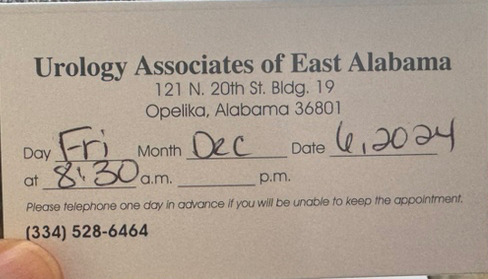 Urology Associates of East Alabama
121 N. 20th St. Bldg. 19
Opelika, Alabama 36801
Day Fri Month Dec Date 6, 2024
at 8:30 a.m. ________ p.m.
Please telephone one day in advance if you will be unable to keep the appointment.
(334) 528-6464